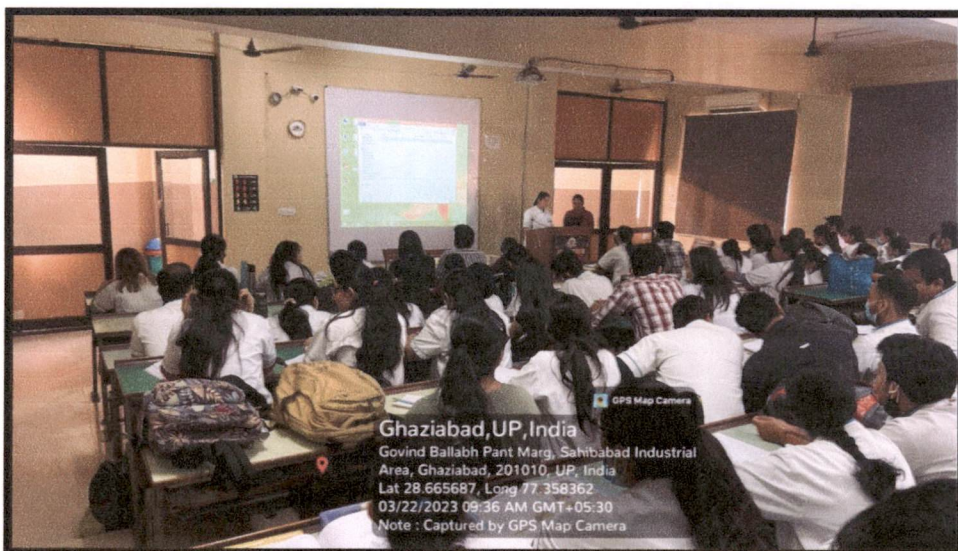 GPS Map Camera
Ghaziabad,UP,India
Govind Ballabh Pant Marg, Sahibabad Industrial
Area, Ghaziabad, 201010, UP, India
Lat 28.665687, Long 77.358362
03/22/2023 09:36 AM GMT+05:30
Note : Captured by GPS Map Camera